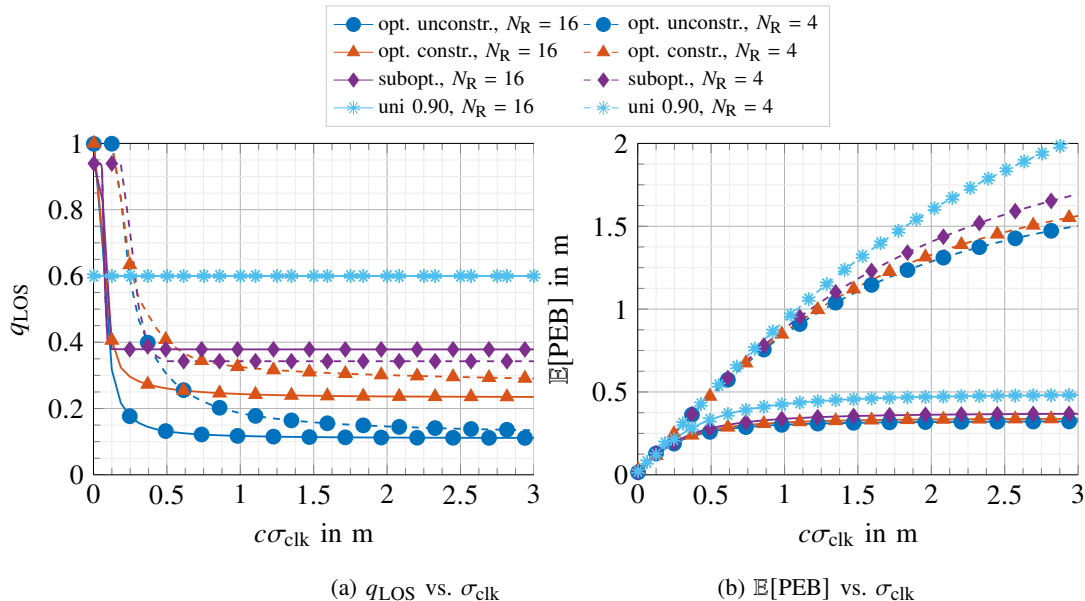 opt. unconstr., N_R = 16 opt. unconstr., N_R = 4
opt. constr., N_R = 16 opt. constr., N_R = 4
subopt., N_R = 16 subopt., N_R = 4
uni 0.90, N_R = 16 uni 0.90, N_R = 4
q_LOS
1
0.8
0.6
0.4
0.2
0
0 0.5 1 1.5 2 2.5 3
cσ_clk in m
(a) q_LOS vs. σ_clk
𝔼[PEB] in m
2
1.5
1
0.5
0
0 0.5 1 1.5 2 2.5 3
cσ_clk in m
(b) 𝔼[PEB] vs. σ_clk